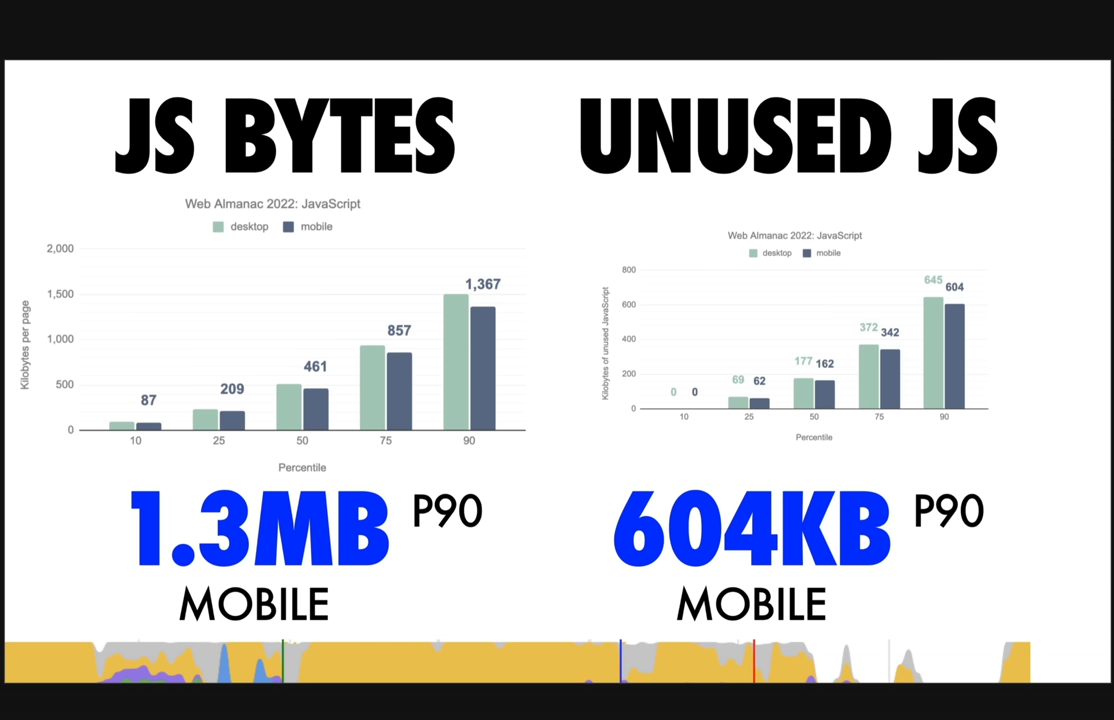 JS BYTES
Web Almanac 2022: JavaScript
desktop mobile
2,000
1,500
1,000
500
0
Kilobytes per page
87
209
461
857
1,367
10 25 50 75 90
Percentile
1.3MB P90
MOBILE
UNUSED JS
Web Almanac 2022: JavaScript
desktop mobile
800
600
400
200
0
Kilobytes of unused JavaScript
0 0
69 62
177 162
372 342
645 604
10 25 50 75 90
Percentile
604KB P90
MOBILE